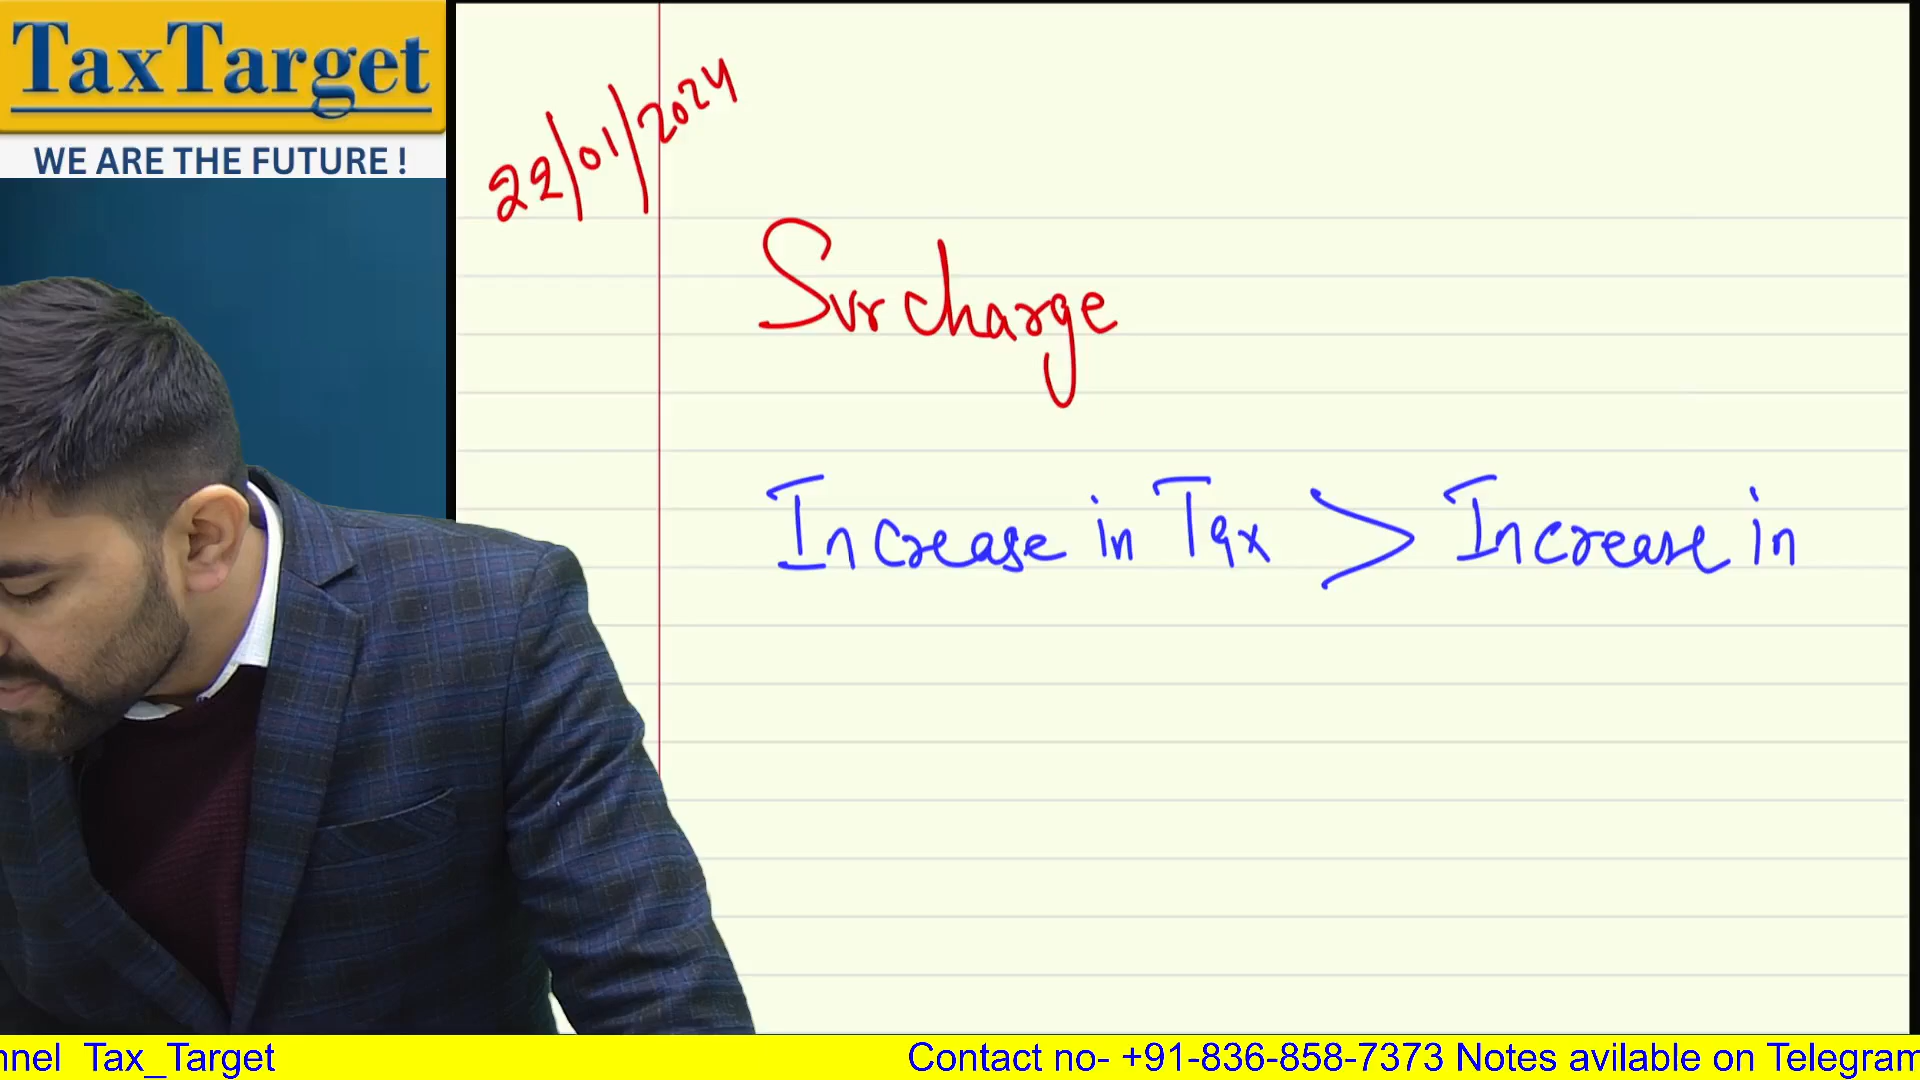 TaxTarget
WE ARE THE FUTURE !
22/01/2024
Surcharge
Increase in Tax > Increase in
nnel Tax_Target
Contact no- +91-836-858-7373 Notes avilable on Telegram